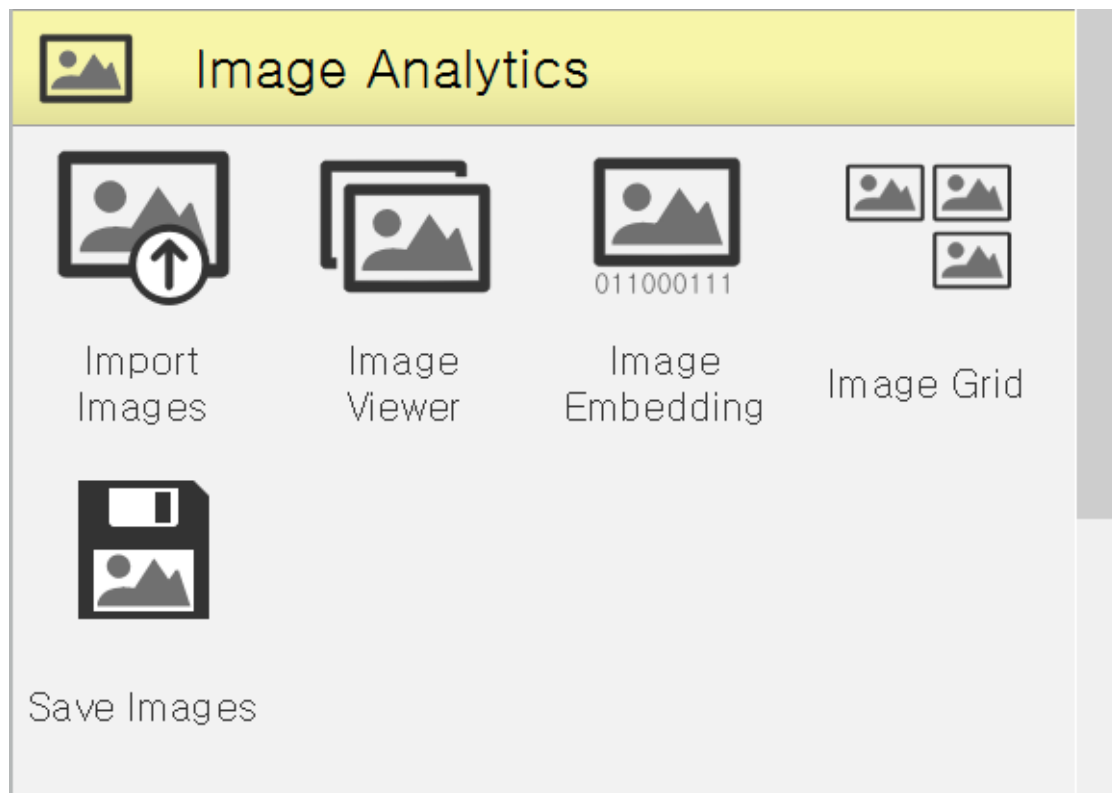 Image Analytics
011000111
Import
Images
Image
Viewer
Image
Embedding
Image Grid
Save Images